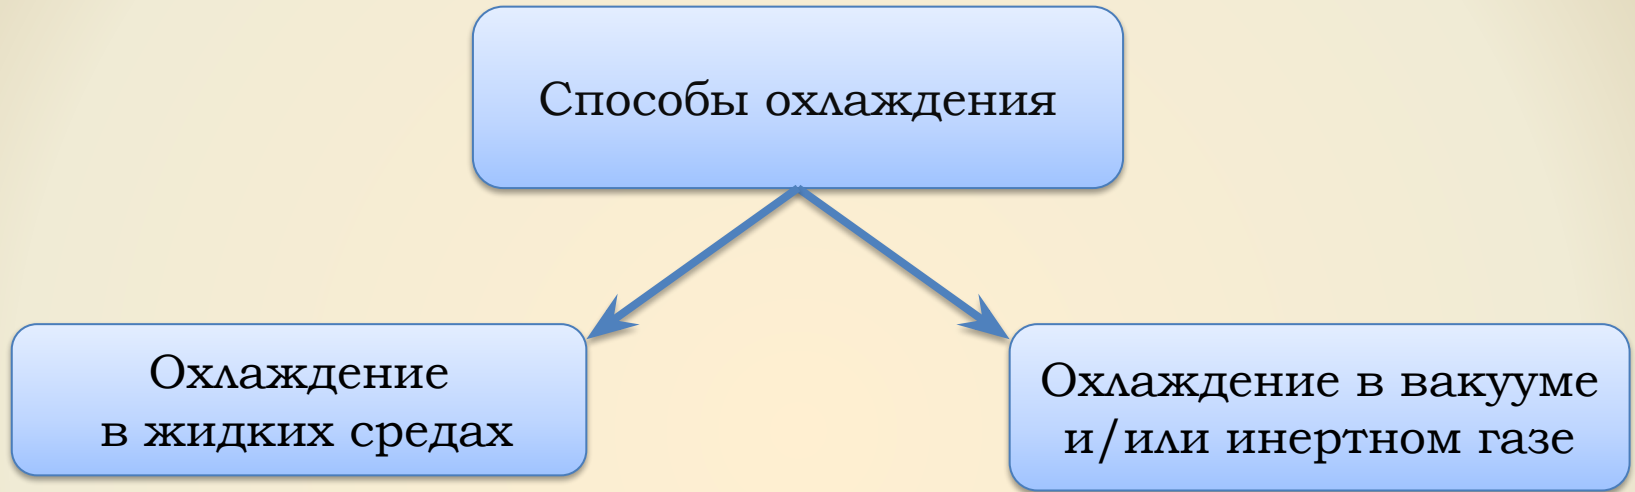 Способы охлаждения
Охлаждение
в жидких средах
Охлаждение в вакууме
и/или инертном газе